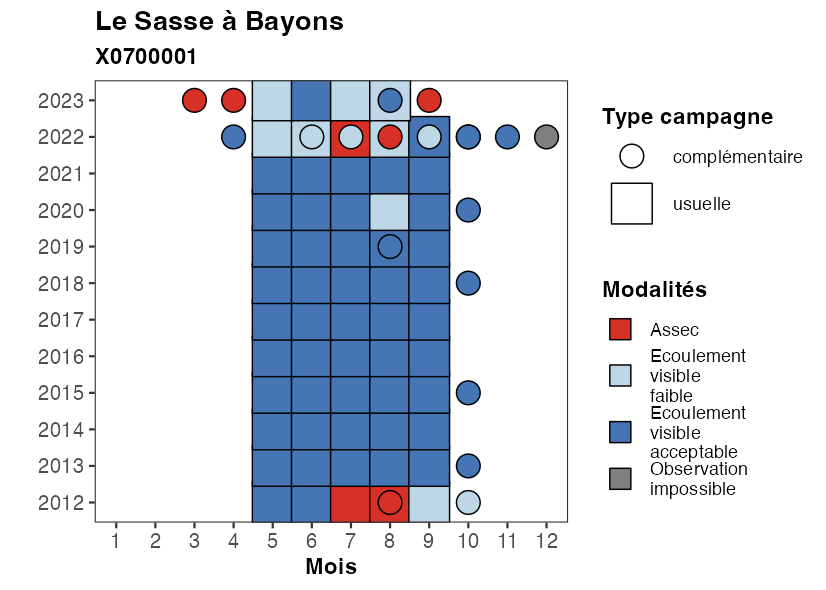 Le Sasse à Bayons
X0700001
2023
2022
2021
2020
2019
2018
2017
2016
2015
2014
2013
2012
1 2 3 4 5 6 7 8 9 10 11 12
Mois
Type campagne
complémentaire
usuelle
Modalités
Assec
Ecoulement
visible
faible
Ecoulement
visible
acceptable
Observation
impossible